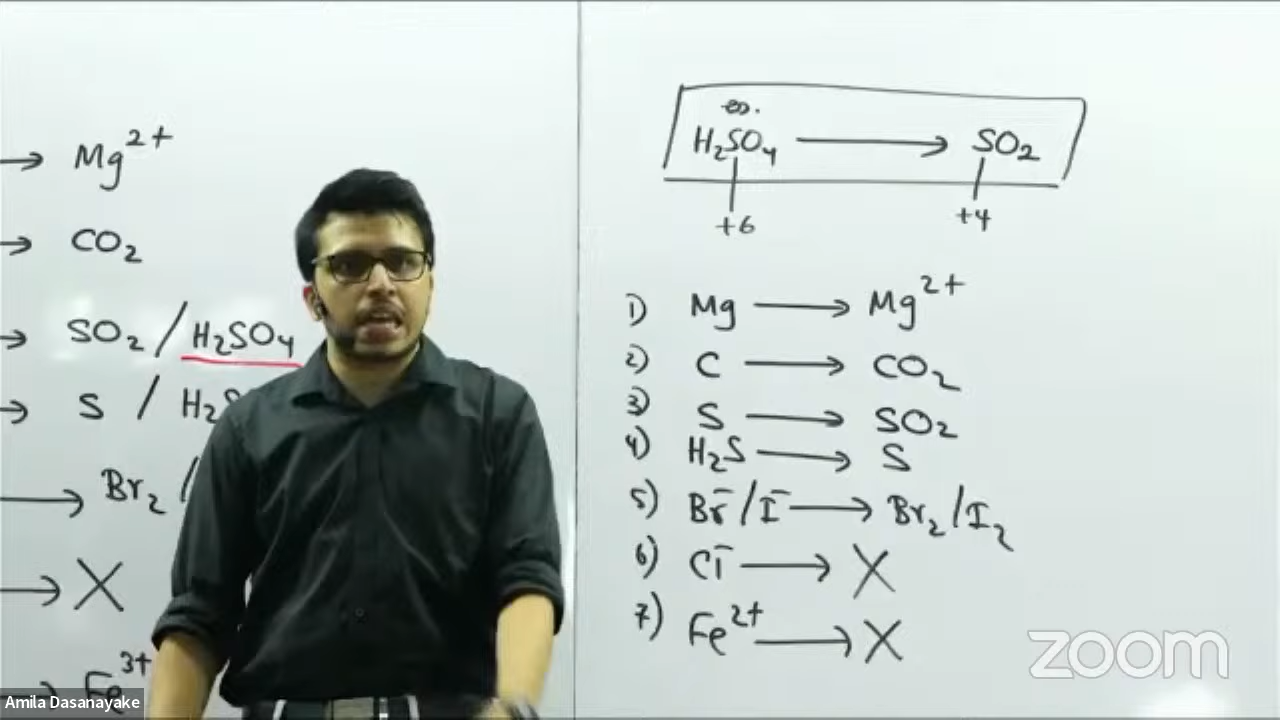 → Mg²⁺
→ CO₂
→ SO₂ / H₂SO₄
→ S / H₂S
→ Br₂ /
→ X
→ Fe³⁺
H₂SO₄ → SO₂
+6 +4
1) Mg → Mg²⁺
2) C → CO₂
3) S → SO₂
4) H₂S → S
5) Br⁻/I⁻ → Br₂/I₂
6) Cl⁻ → X
7) Fe²⁺ → X
zoom
Amila Dasanayake